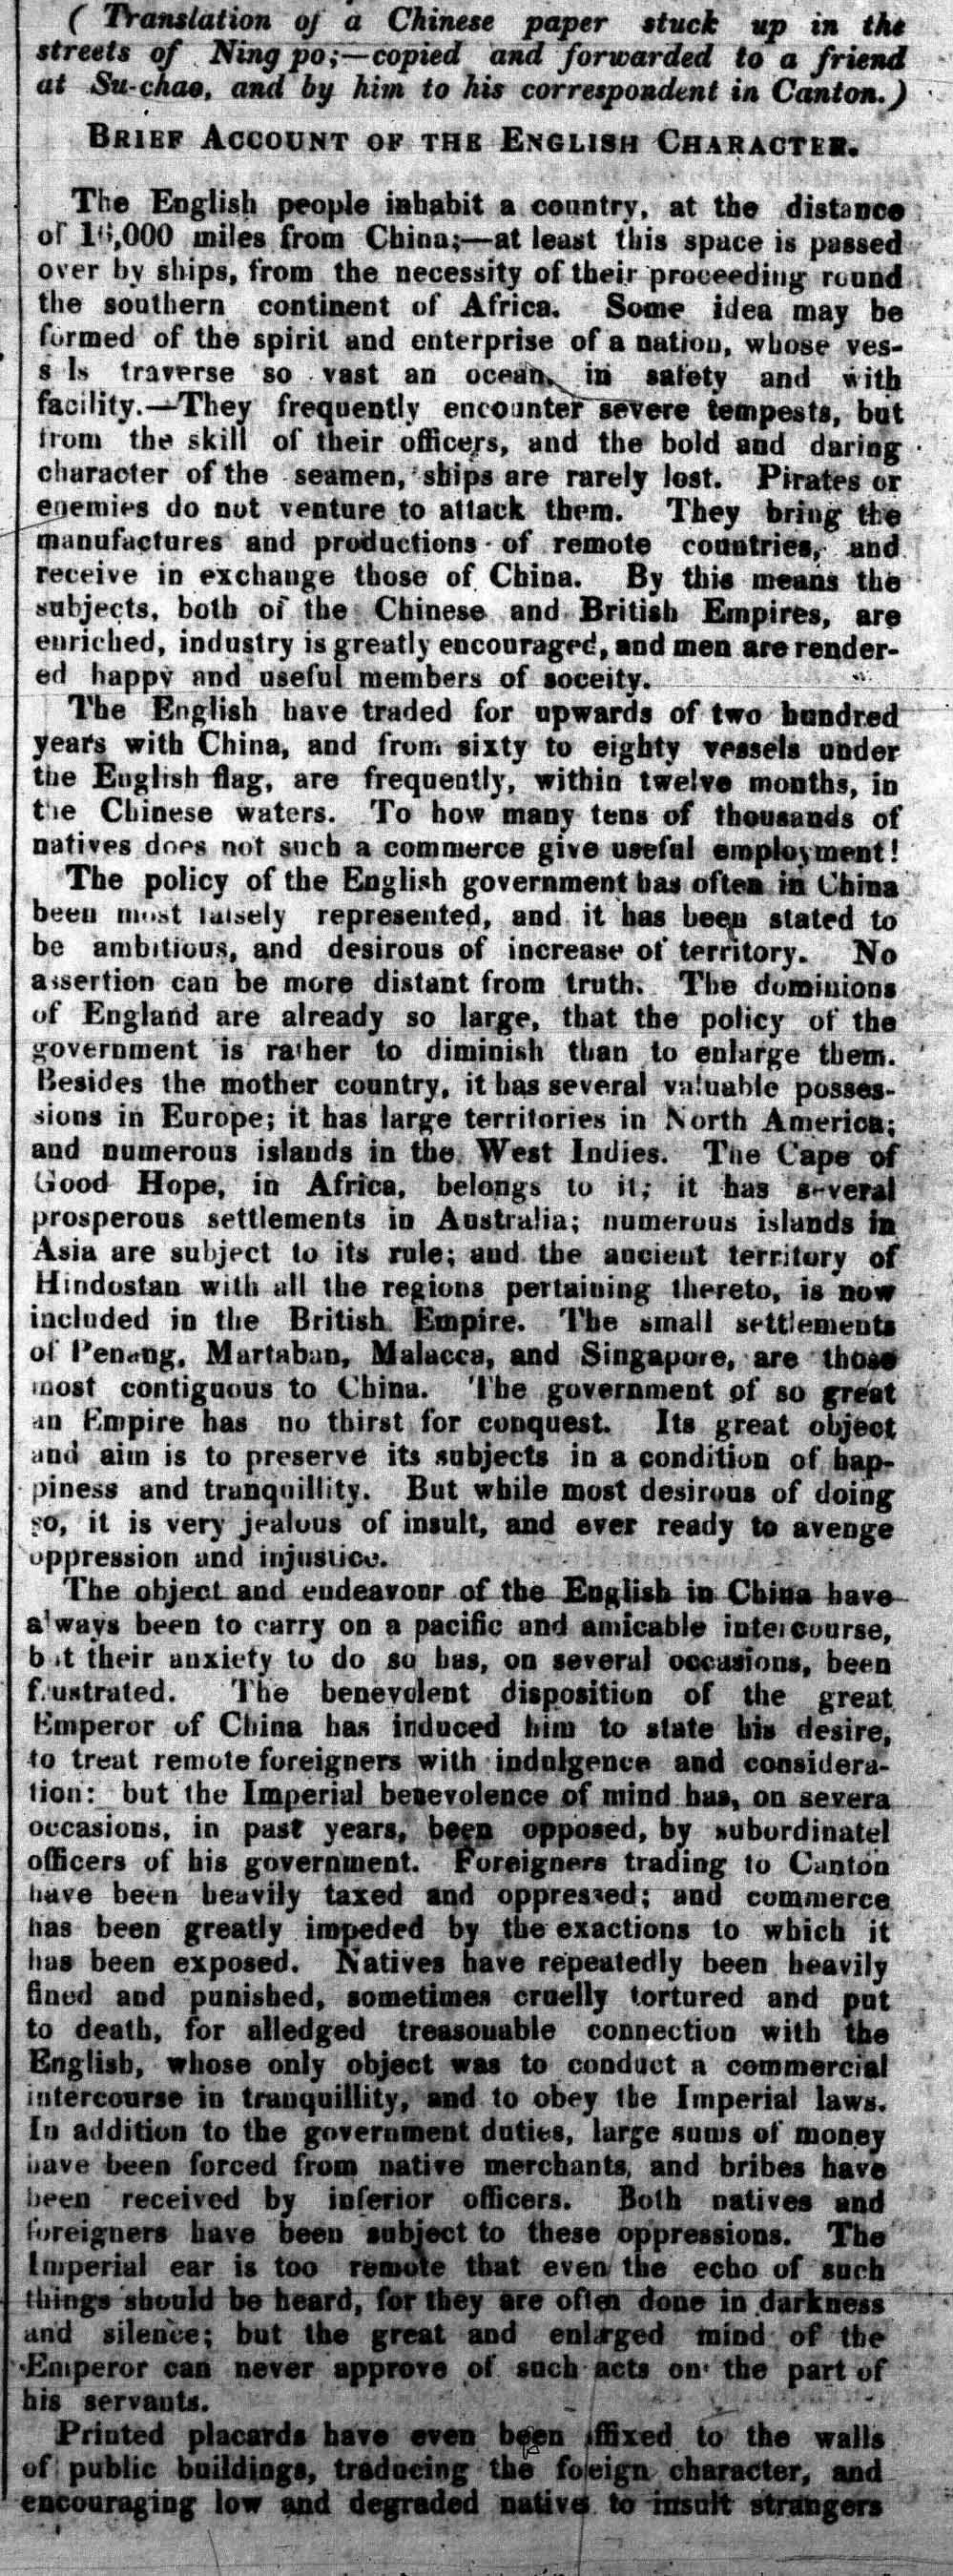 ( Translation of a Chinese paper stuck up in the
streets of Ning po;—copied and forwarded to a friend
at Su-chao, and by him to his correspondent in Canton.)
BRIEF ACCOUNT OF THE ENGLISH CHARACTER.
The English people inhabit a country, at the distance
of 16,000 miles from China;—at least this space is passed
over by ships, from the necessity of their proceeding round
the southern continent of Africa. Some idea may be
formed of the spirit and enterprise of a nation, whose ves-
s ls traverse so vast an ocean, in safety and with
facility.—They frequently encounter severe tempests, but
from the skill of their officers, and the bold and daring
character of the seamen, ships are rarely lost. Pirates or
enemies do not venture to attack them. They bring the
manufactures and productions of remote countries, and
receive in exchange those of China. By this means the
subjects, both of the Chinese and British Empires, are
enriched, industry is greatly encouraged, and men are render-
ed happy and useful members of soceity.
The English have traded for upwards of two hundred
years with China, and from sixty to eighty vessels under
the English flag, are frequently, within twelve months, in
the Chinese waters. To how many tens of thousands of
natives does not such a commerce give useful employment!
The policy of the English government has often in China
been most falsely represented, and it has been stated to
be ambitious, and desirous of increase of territory. No
assertion can be more distant from truth. The dominions
of England are already so large, that the policy of the
government is rather to diminish than to enlarge them.
Besides the mother country, it has several valuable posses-
sions in Europe; it has large territories in North America;
and numerous islands in the West Indies. The Cape of
Good Hope, in Africa, belongs to it; it has several
prosperous settlements in Australia; numerous islands in
Asia are subject to its rule; and the ancient territory of
Hindostan with all the regions pertaining thereto, is now
included in the British Empire. The small settlements
of Penang, Martaban, Malacca, and Singapore, are those
most contiguous to China. The government of so great
an Empire has no thirst for conquest. Its great object
and aim is to preserve its subjects in a condition of hap-
piness and tranquillity. But while most desirous of doing
so, it is very jealous of insult, and ever ready to avenge
oppression and injustice.
The object and endeavour of the English in China have
always been to carry on a pacific and amicable intercourse,
but their anxiety to do so has, on several occasions, been
frustrated. The benevolent disposition of the great
Emperor of China has induced him to state his desire,
to treat remote foreigners with indulgence and considera-
tion: but the Imperial benevolence of mind has, on severa
occasions, in past years, been opposed, by subordinatel
officers of his government. Foreigners trading to Canton
have been heavily taxed and oppressed; and commerce
has been greatly impeded by the exactions to which it
has been exposed. Natives have repeatedly been heavily
fined and punished, sometimes cruelly tortured and put
to death, for alledged treasonable connection with the
English, whose only object was to conduct a commercial
intercourse in tranquillity, and to obey the Imperial laws.
In addition to the government duties, large sums of money
have been forced from native merchants, and bribes have
been received by inferior officers. Both natives and
foreigners have been subject to these oppressions. The
Imperial ear is too remote that even the echo of such
things should be heard, for they are often done in darkness
and silence; but the great and enlarged mind of the
Emperor can never approve of such acts on the part of
his servants.
Printed placards have even been affixed to the walls
of public buildings, traducing the foreign character, and
encouraging low and degraded natives to insult strangers